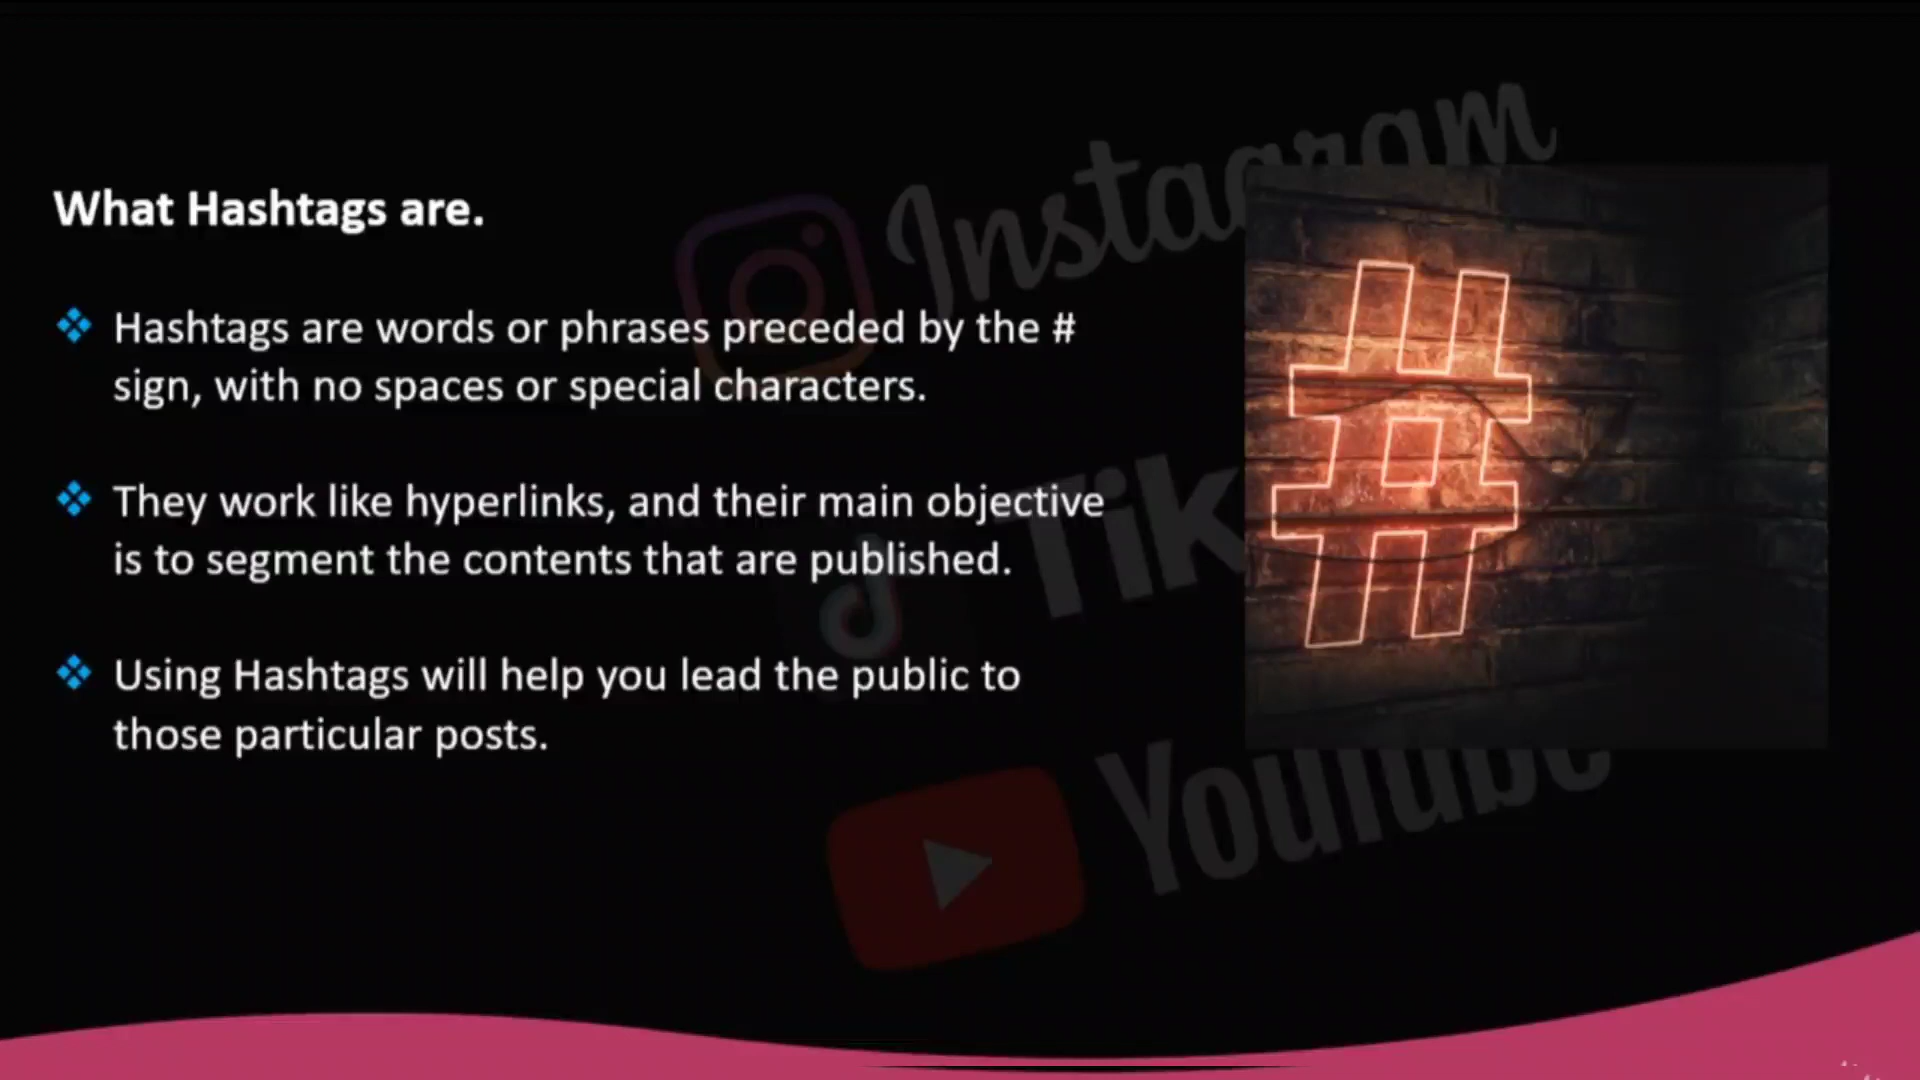 Instagram
What Hashtags are.
Hashtags are words or phrases preceded by the #
sign, with no spaces or special characters.
They work like hyperlinks, and their main objective
is to segment the contents that are published.
Tik
Using Hashtags will help you lead the public to
those particular posts.
YouTube